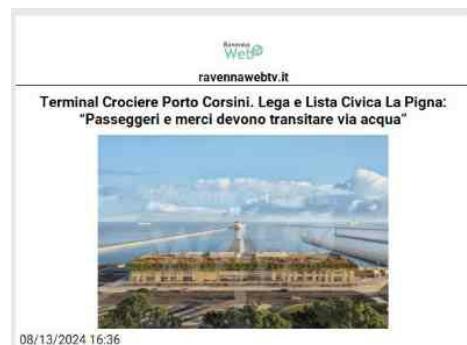 Ravenna
Web
ravennawebtv.it
Terminal Crociere Porto Corsini. Lega e Lista Civica La Pigna:
“Passeggeri e merci devono transitare via acqua”
08/13/2024 16:36